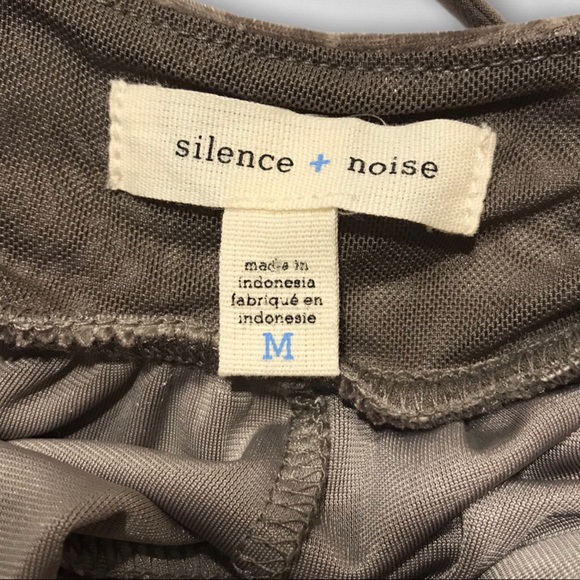 silence + noise
made in
indonesia
fabriqué en
indonesie
M